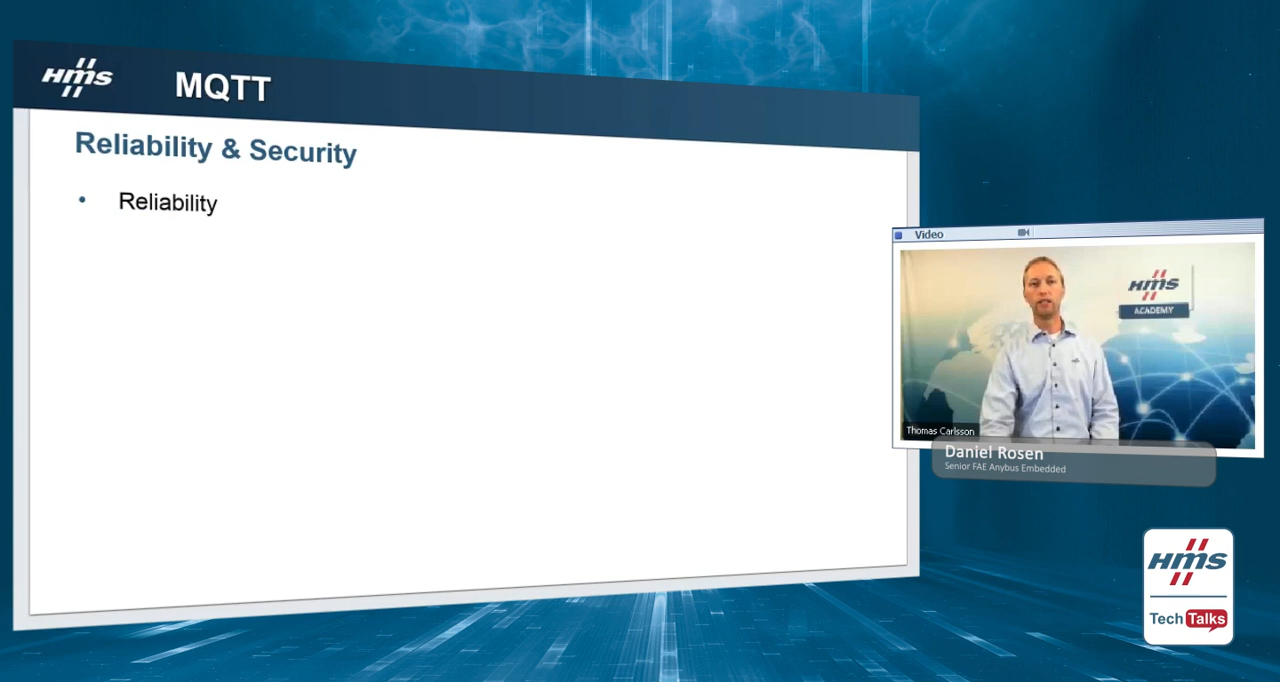 HMS
MQTT
Reliability & Security
• Reliability
Video
HMS
ACADEMY
Thomas Carlsson
Daniel Rosen
Senior FAE Anybus Embedded
HMS
Tech Talks